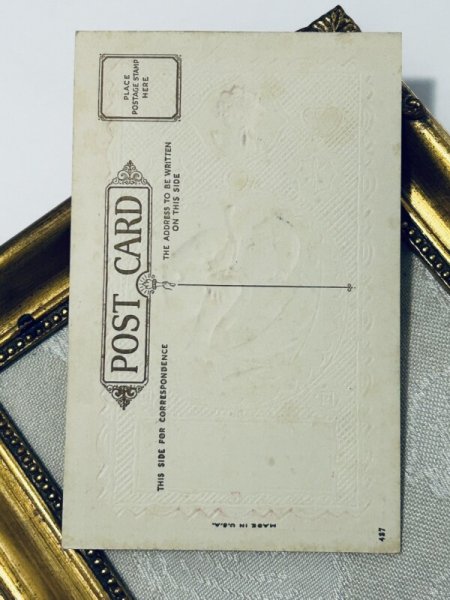 PLACE
POSTAGE STAMP
HERE
POST CARD
THE ADDRESS TO BE WRITTEN
ON THIS SIDE
THIS SIDE FOR CORRESPONDENCE
MADE IN U.S.A.
427